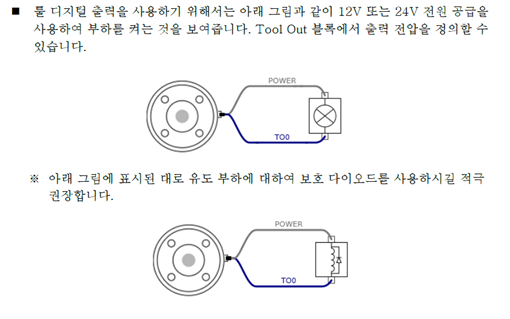 ■ 툴 디지털 출력을 사용하기 위해서는 아래 그림과 같이 12V 또는 24V 전원 공급을
사용하여 부하를 켜는 것을 보여줍니다. Tool Out 블록에서 출력 전압을 정의할 수
있습니다.
POWER
TO0
※ 아래 그림에 표시된 대로 유도 부하에 대하여 보호 다이오드를 사용하시길 적극
권장합니다.
POWER
TO0